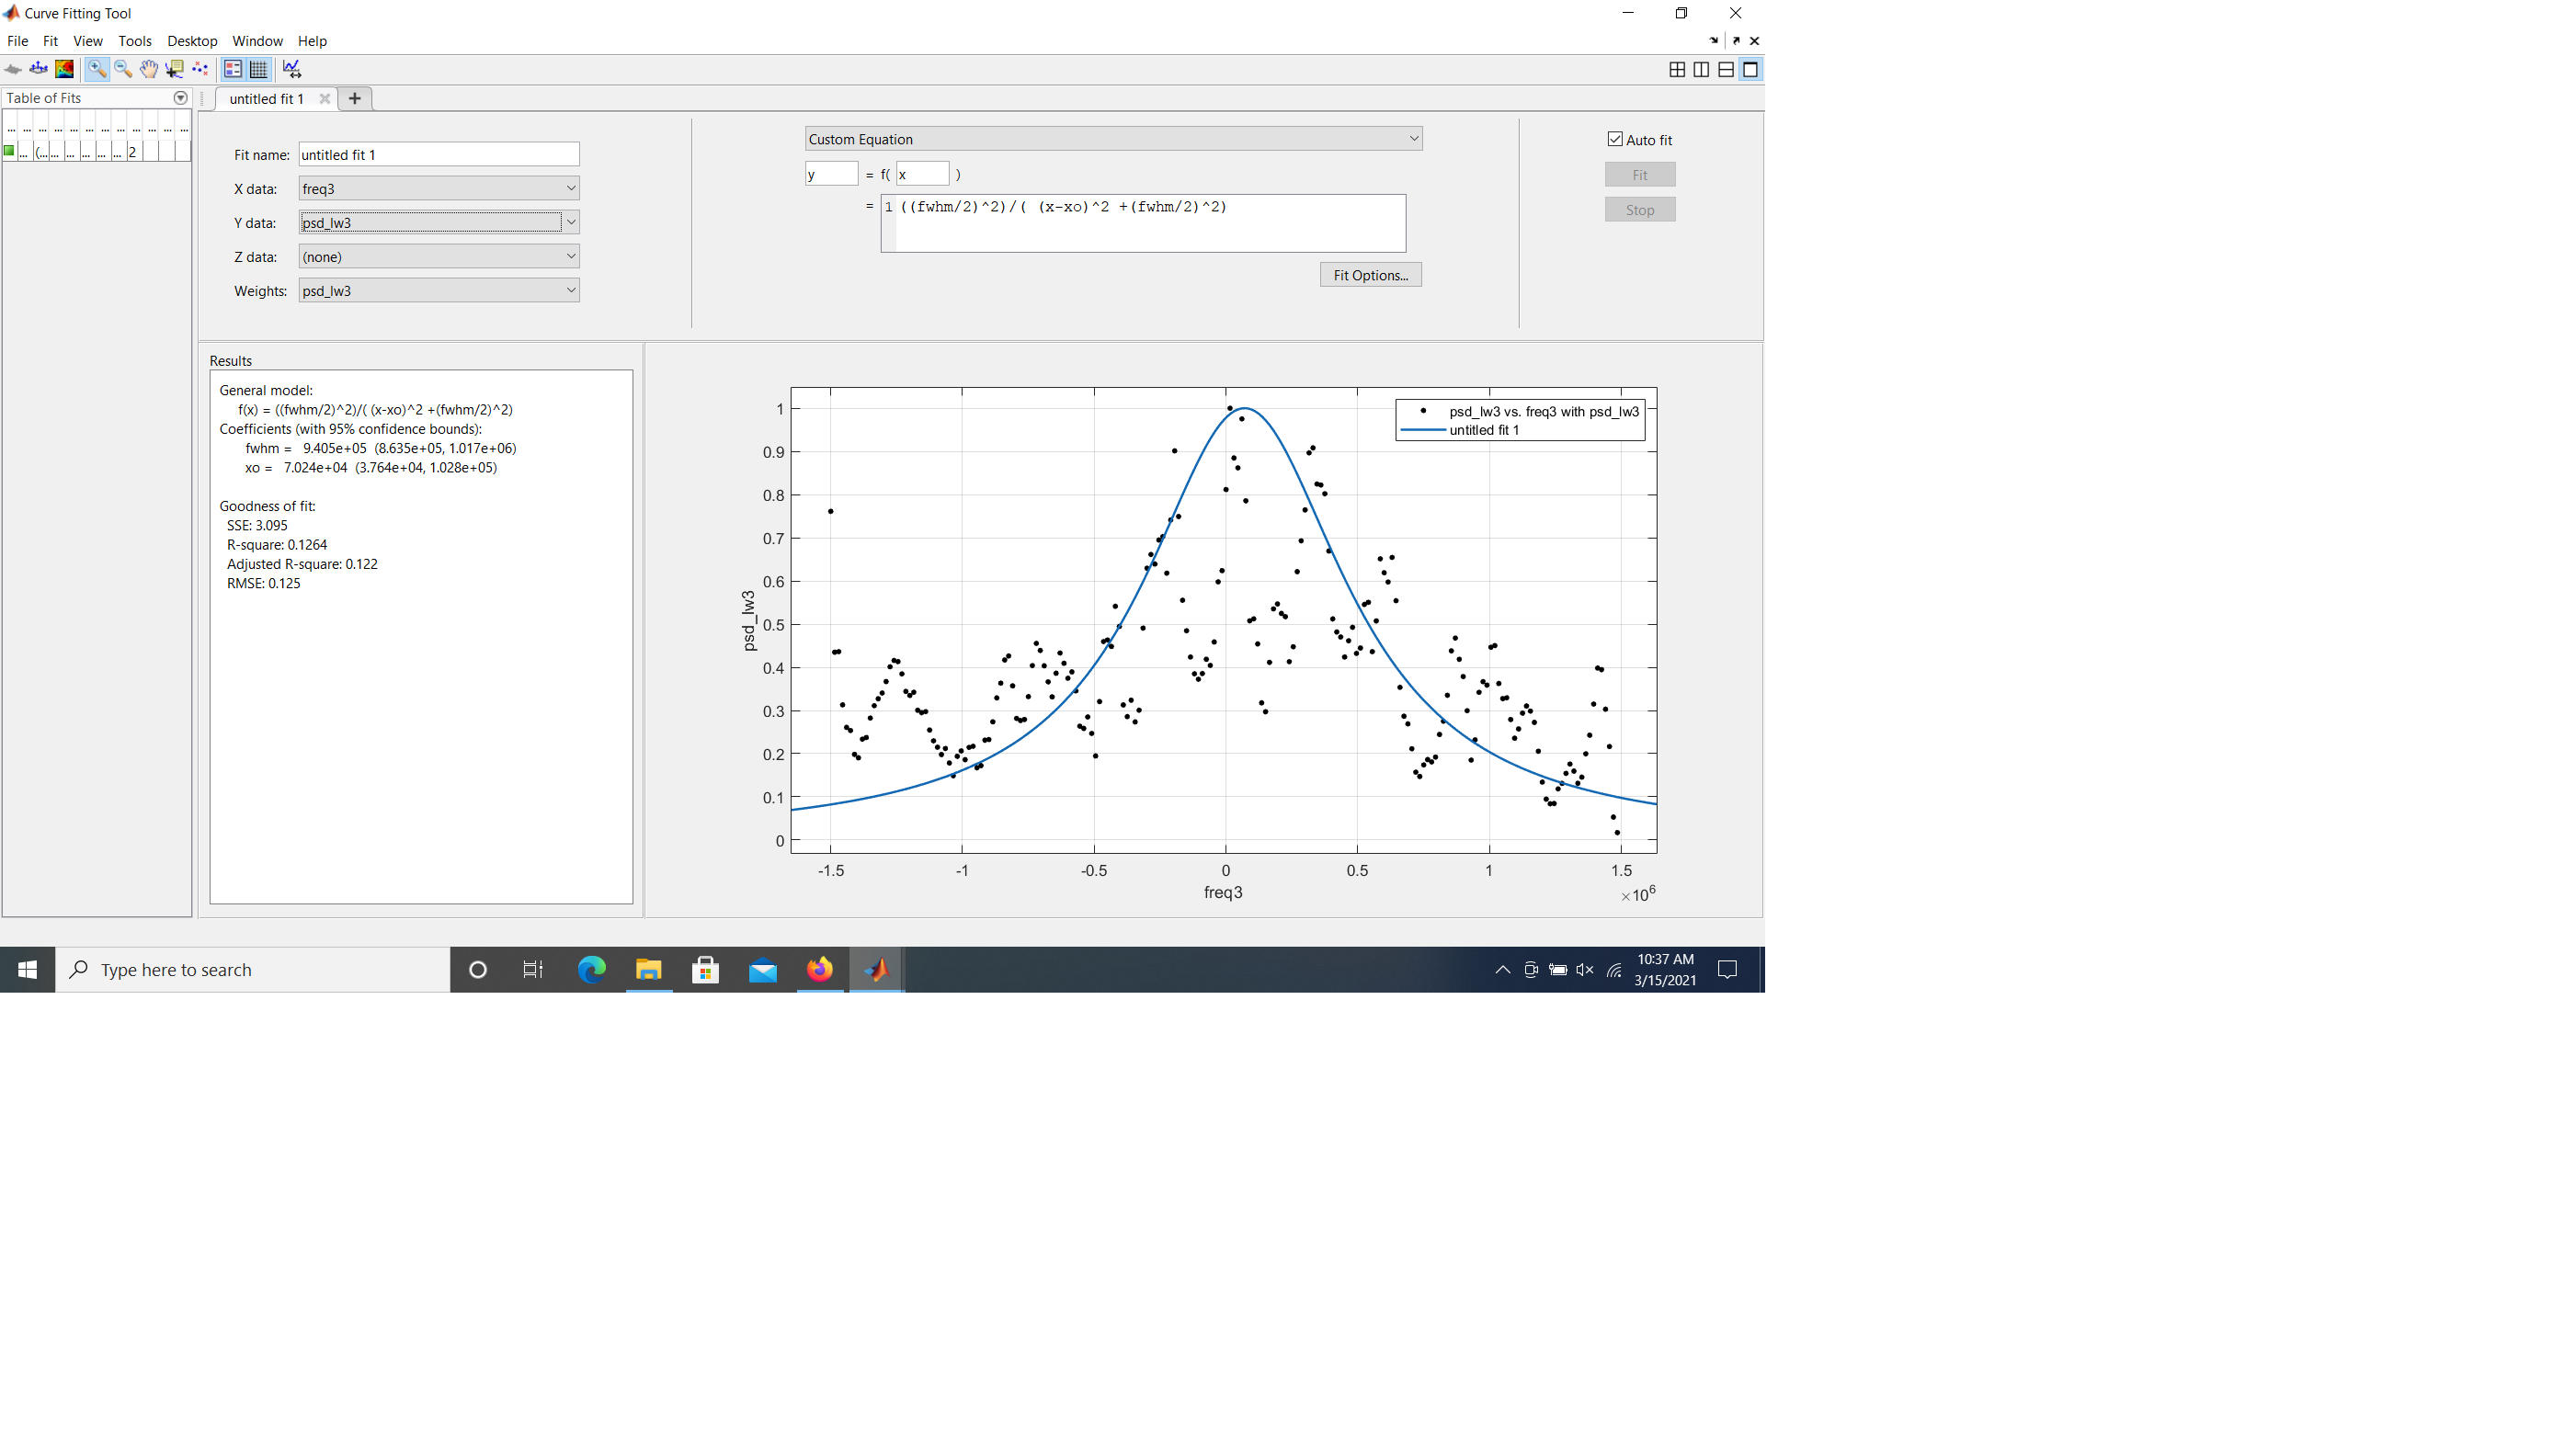 Curve Fitting Tool
File Fit View Tools Desktop Window Help
Table of Fits
untitled fit 1
... ... ... ... ... ... ... ... ... ... ... ...
... (... ... ... ... ... ... 2
Fit name: untitled fit 1
X data: freq3
Y data: psd_lw3
Z data: (none)
Weights: psd_lw3
Custom Equation
y = f( x )
= 1 ((fwhm/2)^2)/( (x-xo)^2 +(fwhm/2)^2)
Fit Options...
Auto fit
Fit
Stop
Results
General model:
f(x) = ((fwhm/2)^2)/( (x-xo)^2 +(fwhm/2)^2)
Coefficients (with 95% confidence bounds):
fwhm = 9.405e+05 (8.635e+05, 1.017e+06)
xo = 7.024e+04 (3.764e+04, 1.028e+05)
Goodness of fit:
SSE: 3.095
R-square: 0.1264
Adjusted R-square: 0.122
RMSE: 0.125
psd_lw3 vs. freq3 with psd_lw3
untitled fit 1
1
0.9
0.8
0.7
0.6
0.5
0.4
0.3
0.2
0.1
0
psd_lw3
-1.5 -1 -0.5 0 0.5 1 1.5
×10⁶
freq3
Type here to search
10:37 AM
3/15/2021